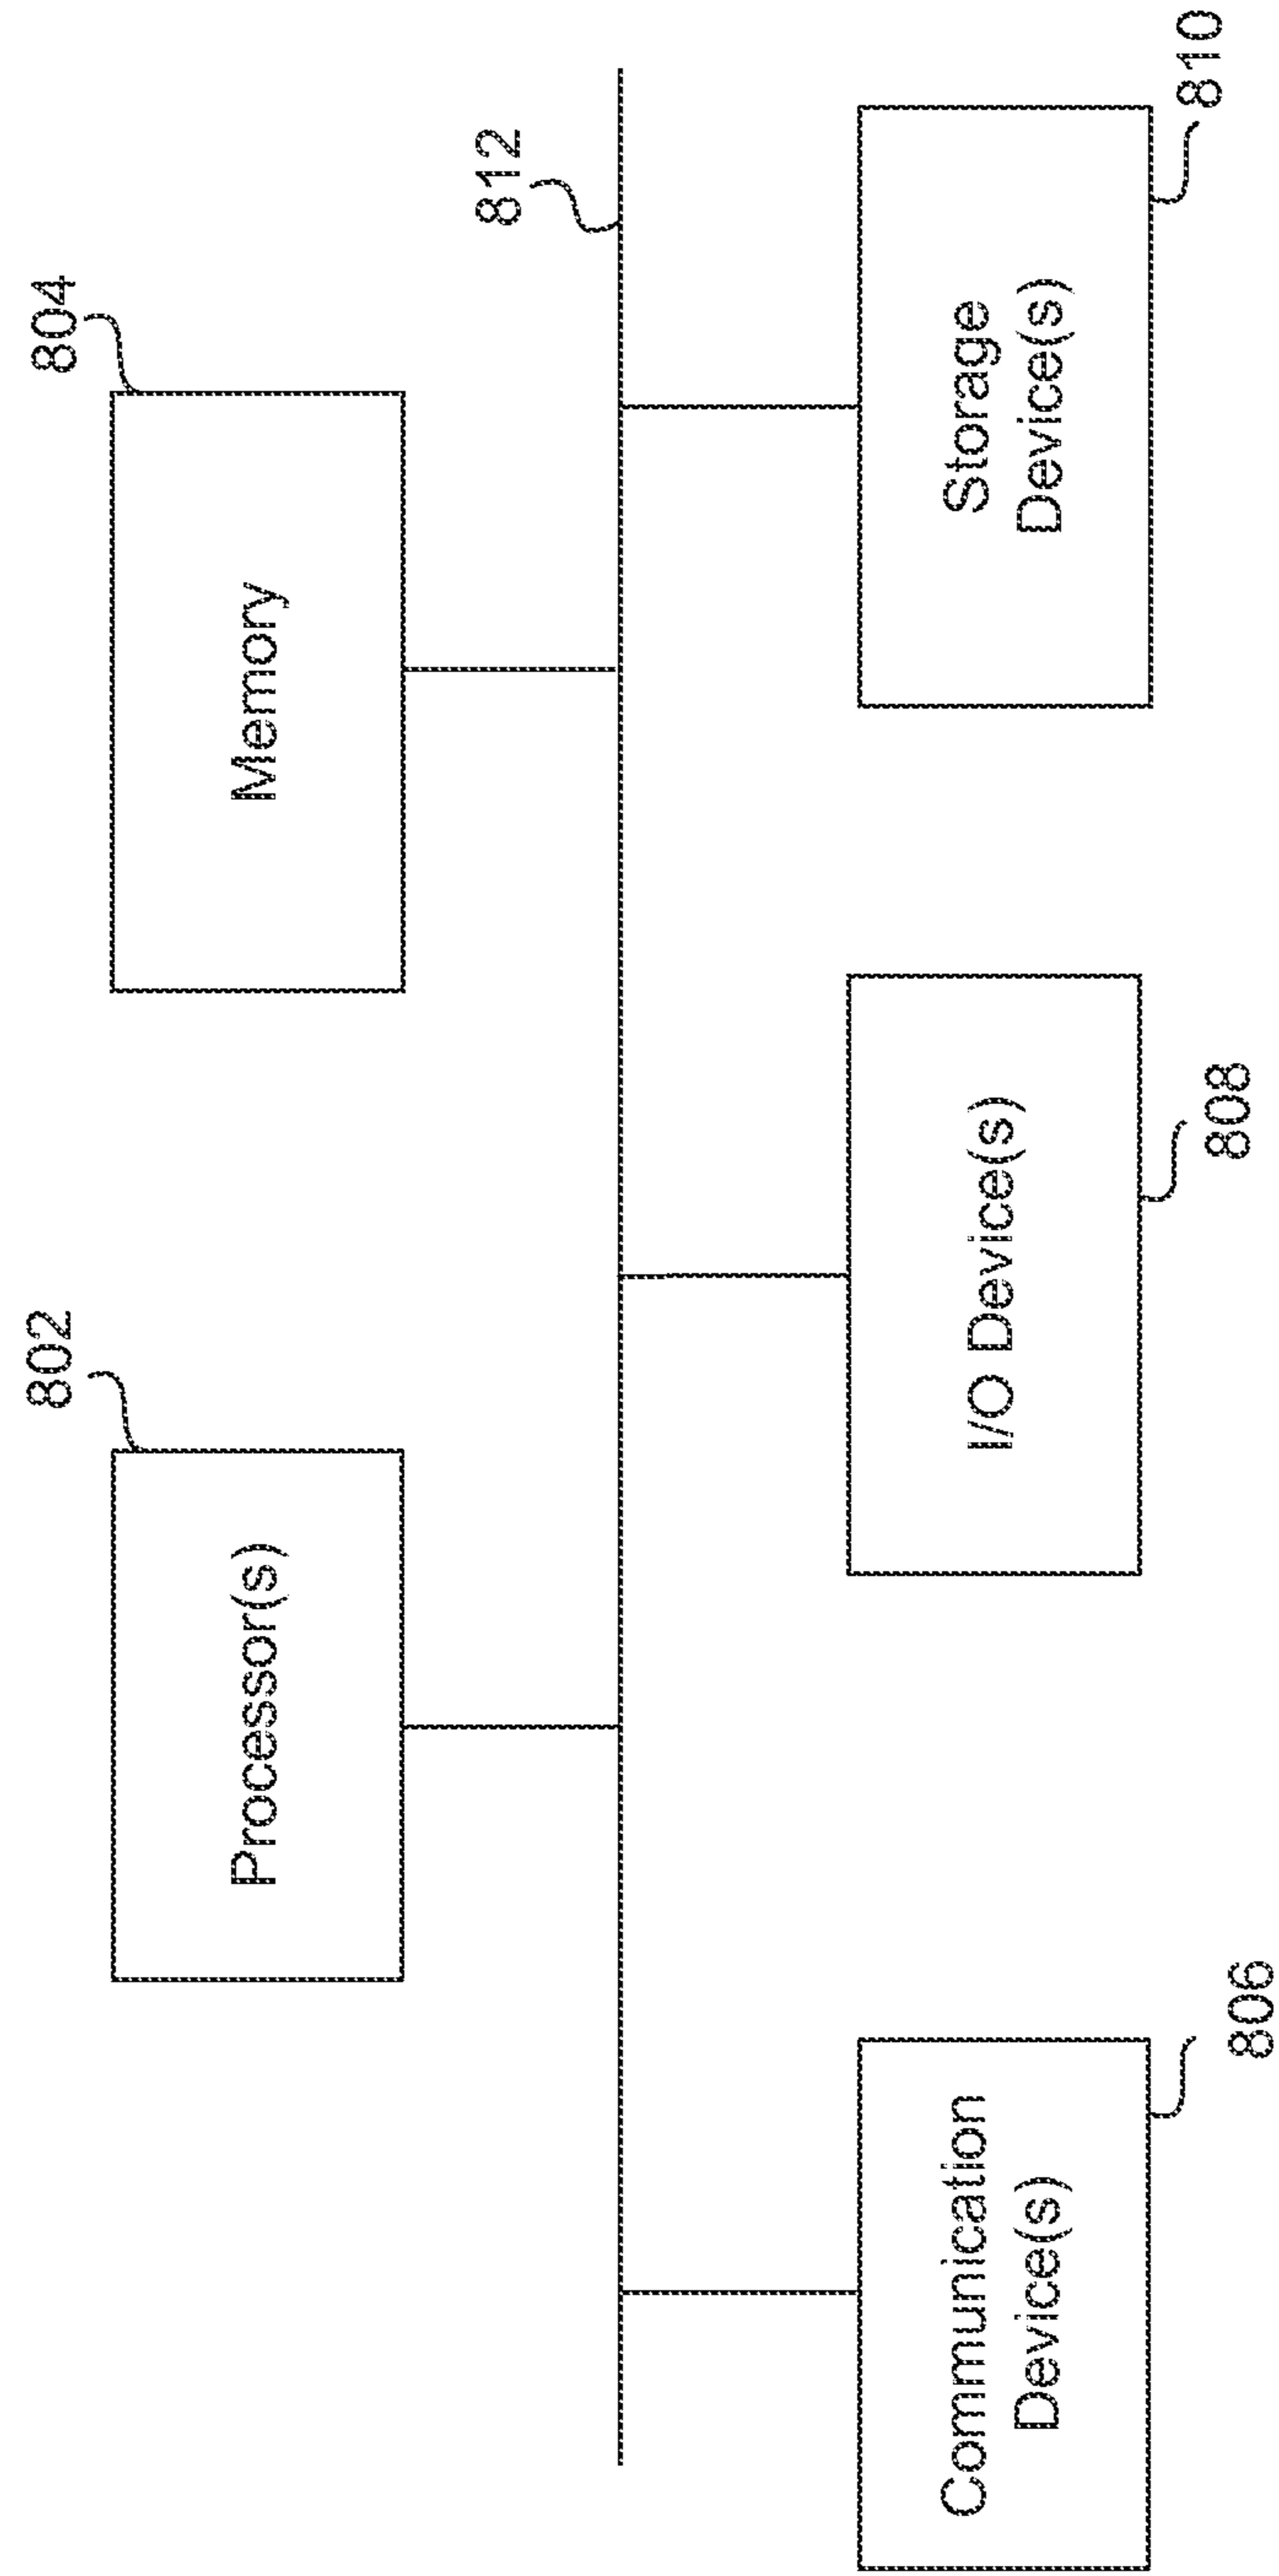 802
Processor(s)
804
Memory
812
Communication
Device(s)
806
I/O Device(s)
808
Storage
Device(s)
810